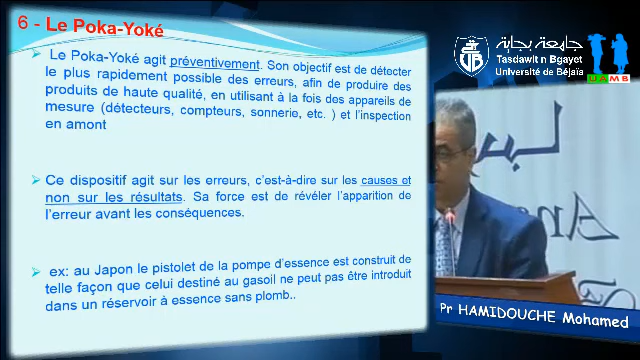 6 - Le Poka-Yoké
Le Poka-Yoké agit préventivement. Son objectif est de détecter
le plus rapidement possible des erreurs, afin de produire des
produits de haute qualité, en utilisant à la fois des appareils de
mesure (détecteurs, compteurs, sonnerie, etc. ) et l'inspection
en amont
Ce dispositif agit sur les erreurs, c'est-à-dire sur les causes et
non sur les résultats. Sa force est de révéler l'apparition de
l'erreur avant les conséquences.
ex: au Japon le pistolet de la pompe d'essence est construit de
telle façon que celui destiné au gasoil ne peut pas être introduit
dans un réservoir à essence sans plomb..
جامعة بجاية
Tasdawit n Bgayet
Université de Béjaïa
UAMB
Pr HAMIDOUCHE Mohamed